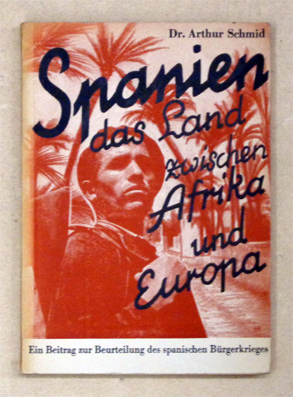 Dr. Arthur Schmid
Spanien
das Land
zwischen
Afrika
und
Europa
Ein Beitrag zur Beurteilung des spanischen Bürgerkrieges